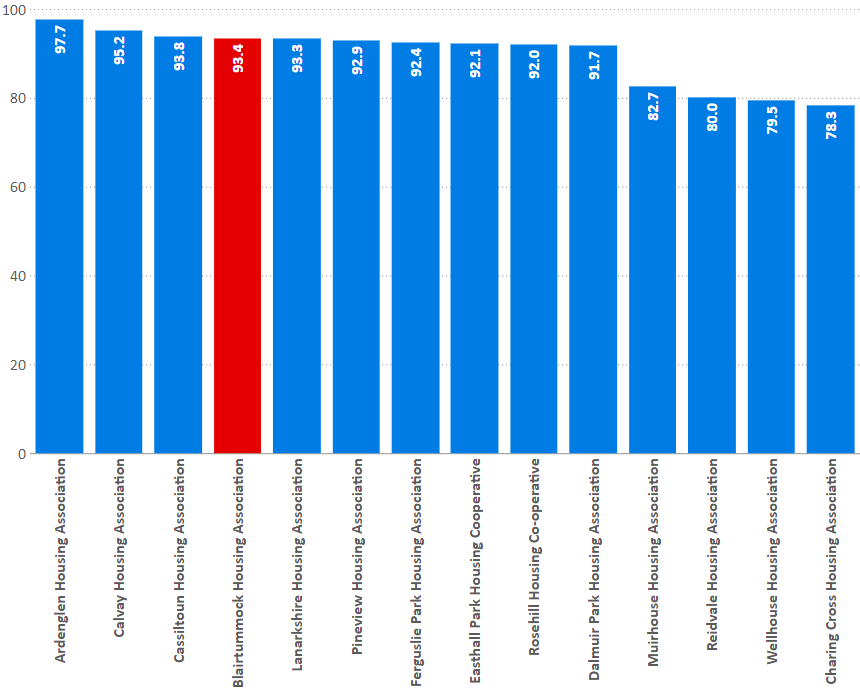 100
80
60
40
20
0
97.7
95.2
93.8
93.4
93.3
92.9
92.4
92.1
92.0
91.7
82.7
80.0
79.5
78.3
Ardenglen Housing Association
Calvay Housing Association
Cassiltoun Housing Association
Blairtummock Housing Association
Lanarkshire Housing Association
Pineview Housing Association
Ferguslie Park Housing Association
Easthall Park Housing Cooperative
Rosehill Housing Co-operative
Dalmuir Park Housing Association
Muirhouse Housing Association
Reidvale Housing Association
Wellhouse Housing Association
Charing Cross Housing Association